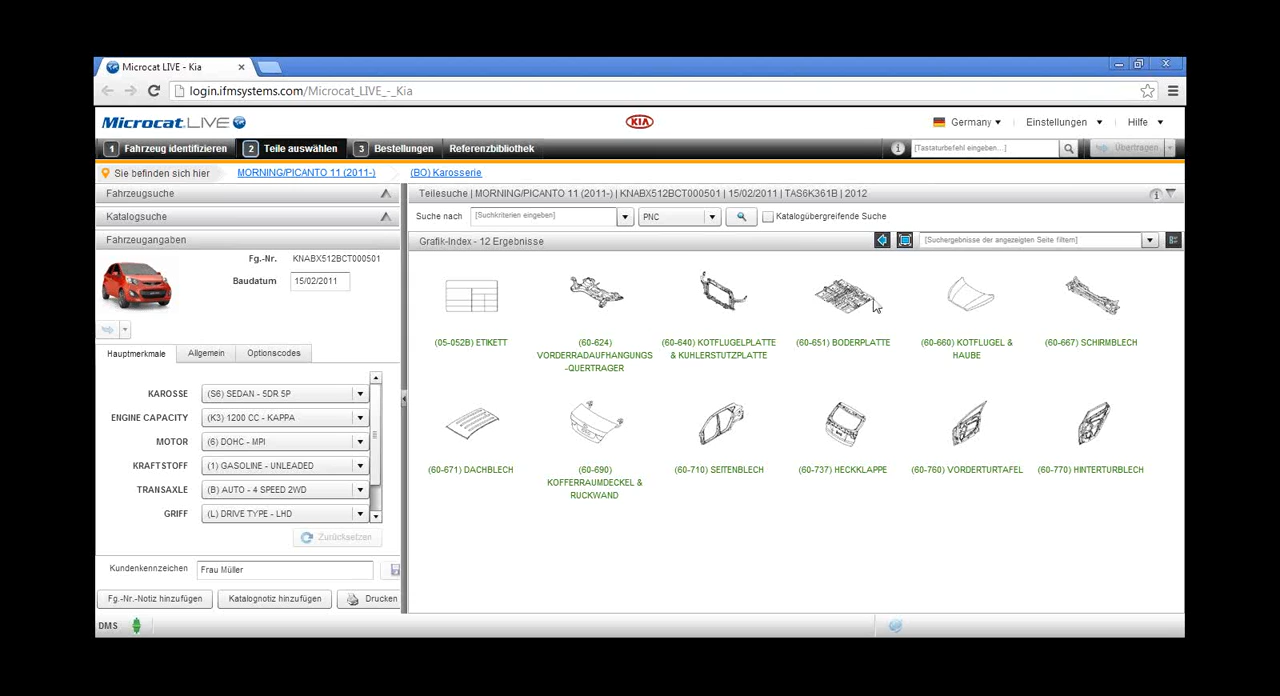 Microcat LIVE - Kia
login.ifmsystems.com/Microcat_LIVE_-_Kia
Microcat.LIVE
KIA
Germany
Einstellungen
Hilfe
1 Fahrzeug identifizieren
2 Teile auswählen
3 Bestellungen
Referenzbibliothek
[Tastaturbefehl eingeben...]
Übertragen
Sie befinden sich hier
MORNING/PICANTO 11 (2011-)
(BO) Karosserie
Fahrzeugsuche
Katalogsuche
Fahrzeugangaben
Fg.-Nr. KNABX512BCT000501
Baudatum 15/02/2011
Hauptmerkmale
Allgemein
Optionscodes
KAROSSE (S6) SEDAN - 5DR 5P
ENGINE CAPACITY (K3) 1200 CC - KAPPA
MOTOR (6) DOHC - MPI
KRAFTSTOFF (1) GASOLINE - UNLEADED
TRANSAXLE (B) AUTO - 4 SPEED 2WD
GRIFF (L) DRIVE TYPE - LHD
Zurücksetzen
Kundenkennzeichen Frau Müller
Fg.-Nr.-Notiz hinzufügen
Katalognotiz hinzufügen
Drucken
Teilesuche | MORNING/PICANTO 11 (2011-) | KNABX512BCT000501 | 15/02/2011 | TAS6K361B | 2012
Suche nach
[Suchkriterien eingeben]
PNC
Katalogübergreifende Suche
Grafik-Index - 12 Ergebnisse
[Suchergebnisse der angezeigten Seite filtern]
(05-052B) ETIKETT
(60-624)
VORDERRADAUFHANGUNGS
-QUERTRAGER
(60-640) KOTFLUGELPLATTE
& KUHLERSTUTZPLATTE
(60-651) BODERPLATTE
(60-660) KOTFLUGEL &
HAUBE
(60-667) SCHIRMBLECH
(60-671) DACHBLECH
(60-690)
KOFFERRAUMDECKEL &
RUCKWAND
(60-710) SEITENBLECH
(60-737) HECKKLAPPE
(60-760) VORDERTURTAFEL
(60-770) HINTERTURBLECH
DMS